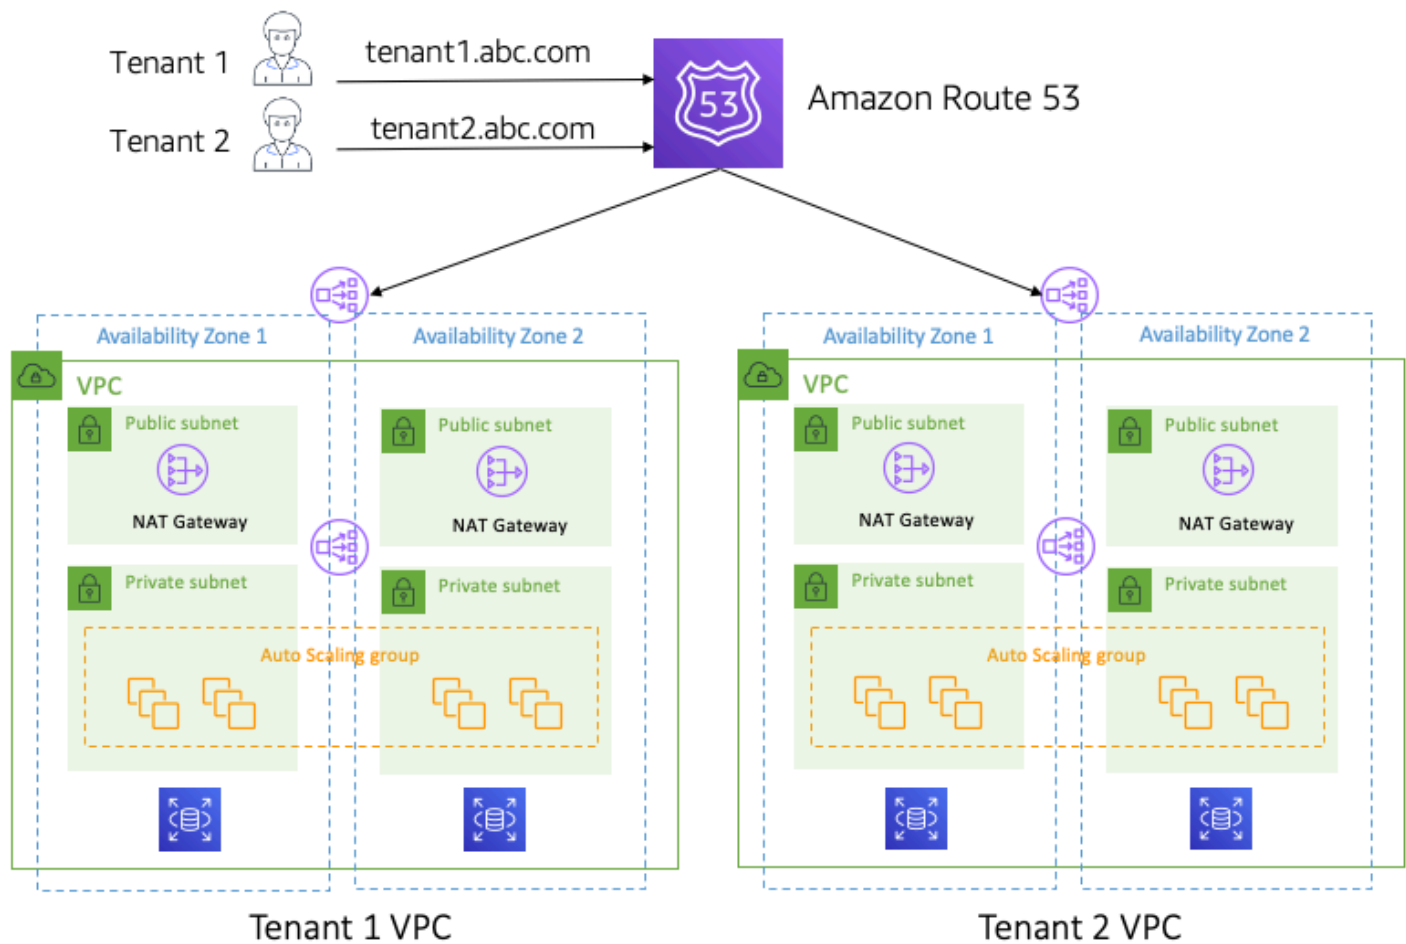 Tenant 1
tenant1.abc.com
Tenant 2
tenant2.abc.com
53
Amazon Route 53
Availability Zone 1
Availability Zone 2
VPC
Public subnet
Public subnet
NAT Gateway
NAT Gateway
Private subnet
Private subnet
Auto Scaling group
Tenant 1 VPC
Availability Zone 1
Availability Zone 2
VPC
Public subnet
Public subnet
NAT Gateway
NAT Gateway
Private subnet
Private subnet
Auto Scaling group
Tenant 2 VPC